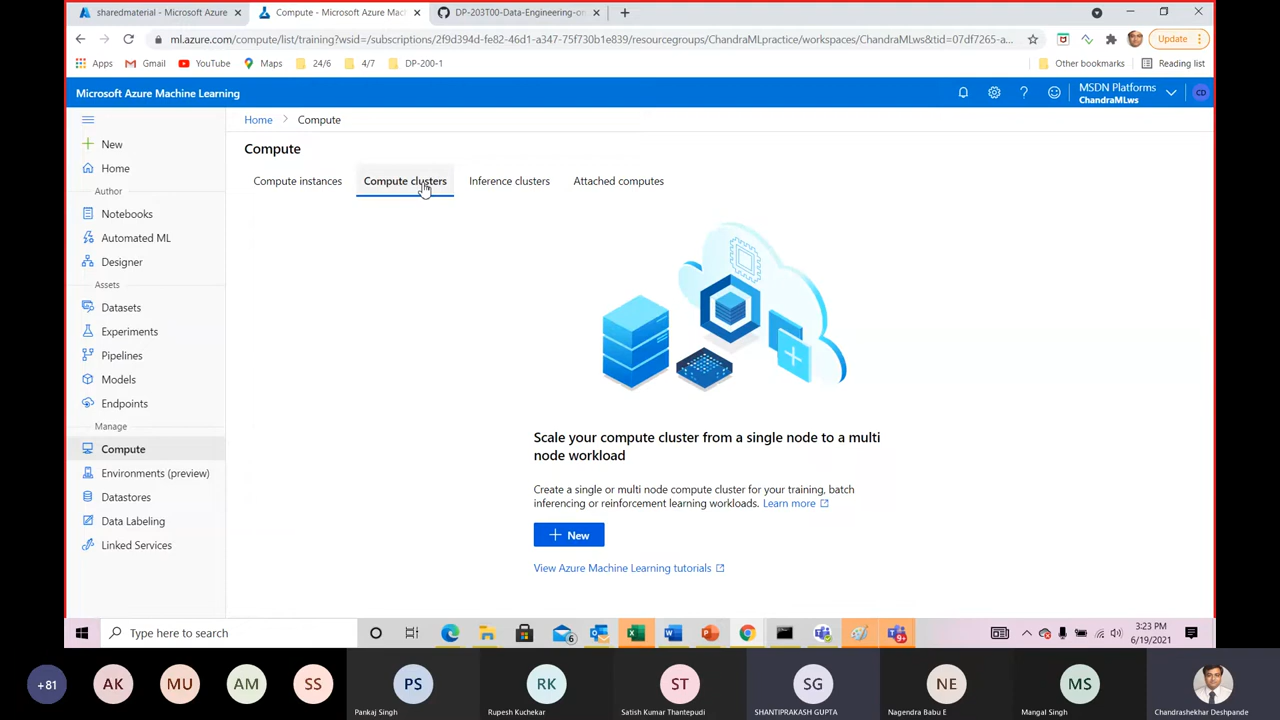 sharedmaterial - Microsoft Azure
Compute - Microsoft Azure Mac
DP-203T00-Data-Engineering-on
ml.azure.com/compute/list/training?wsid=/subscriptions/2f9d394d-fe82-46d1-a347-75f730b1e839/resourcegroups/ChandraMLpractice/workspaces/ChandraMLws&tid=07df7265-a...
Update
Apps
Gmail
YouTube
Maps
24/6
4/7
DP-200-1
Other bookmarks
Reading list
Microsoft Azure Machine Learning
MSDN Platforms
ChandraMLws
CD
Home > Compute
New
Home
Author
Notebooks
Automated ML
Designer
Assets
Datasets
Experiments
Pipelines
Models
Endpoints
Manage
Compute
Environments (preview)
Datastores
Data Labeling
Linked Services
Compute
Compute instances
Compute clusters
Inference clusters
Attached computes
Scale your compute cluster from a single node to a multi
node workload
Create a single or multi node compute cluster for your training, batch
inferencing or reinforcement learning workloads. Learn more
New
View Azure Machine Learning tutorials
Type here to search
6
9+
3:23 PM
6/19/2021
+81
AK
MU
AM
SS
PS
Pankaj Singh
RK
Rupesh Kuchekar
ST
Satish Kumar Thantepudi
SG
SHANTIPRAKASH GUPTA
NE
Nagendra Babu E
MS
Mangal Singh
Chandrashekhar Deshpande